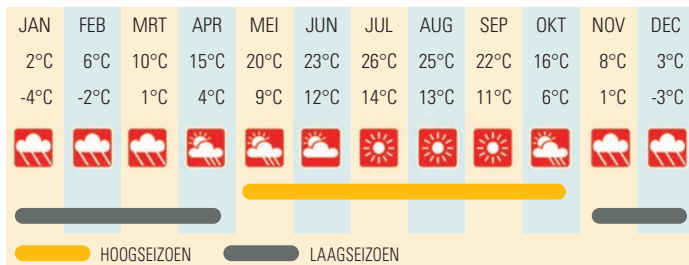 JAN FEB MRT APR MEI JUN JUL AUG SEP OKT NOV DEC
2°C 6°C 10°C 15°C 20°C 23°C 26°C 25°C 22°C 16°C 8°C 3°C
-4°C -2°C 1°C 4°C 9°C 12°C 14°C 13°C 11°C 6°C 1°C -3°C
HOOGSEIZOEN LAAGSEIZOEN